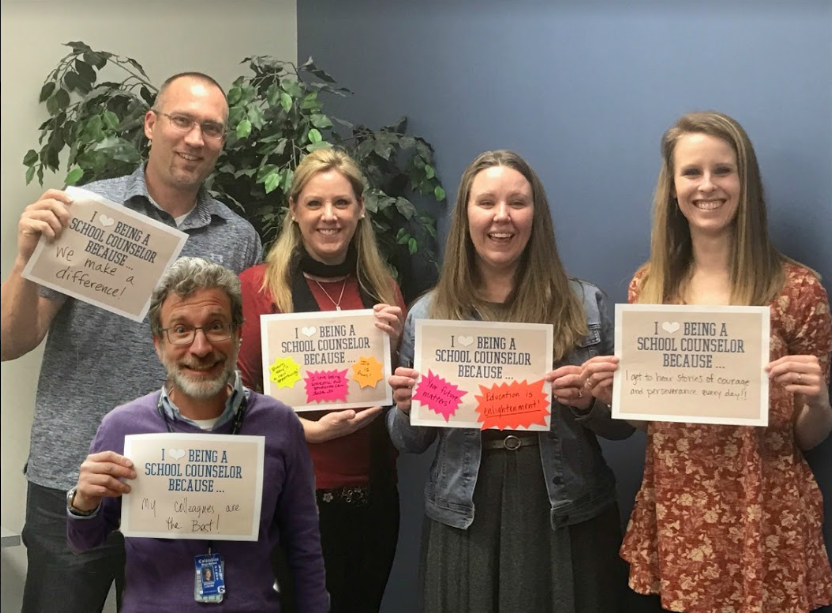 I BEING A
SCHOOL COUNSELOR
BECAUSE ...
We make a
difference!
I BEING A
SCHOOL COUNSELOR
BECAUSE ...
My colleagues are
the Best!
I BEING A
SCHOOL COUNSELOR
BECAUSE ...
I BEING A
SCHOOL COUNSELOR
BECAUSE ...
The future
matters!
Education is
enlightenment!
I BEING A
SCHOOL COUNSELOR
BECAUSE ...
I get to hear stories of courage
and perseverance every day!!